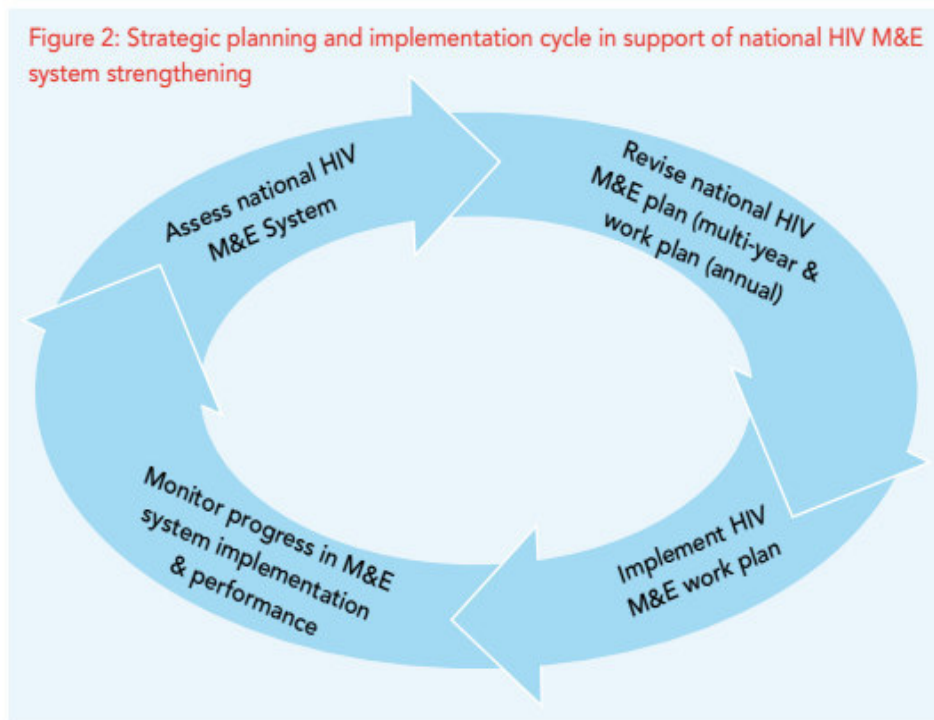 Figure 2: Strategic planning and implementation cycle in support of national HIV M&E
system strengthening
Assess national HIV
M&E System
Revise national HIV
M&E plan (multi-year &
work plan (annual)
Implement HIV
M&E work plan
Monitor progress in M&E
system implementation
& performance